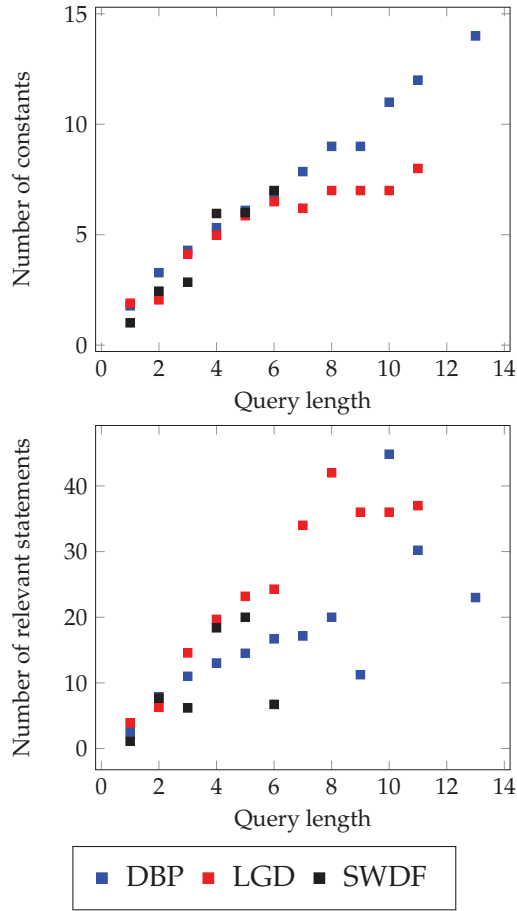 15
10
5
0
Number of constants
0 2 4 6 8 10 12 14
Query length
40
30
20
10
0
Number of relevant statements
0 2 4 6 8 10 12 14
Query length
DBP LGD SWDF